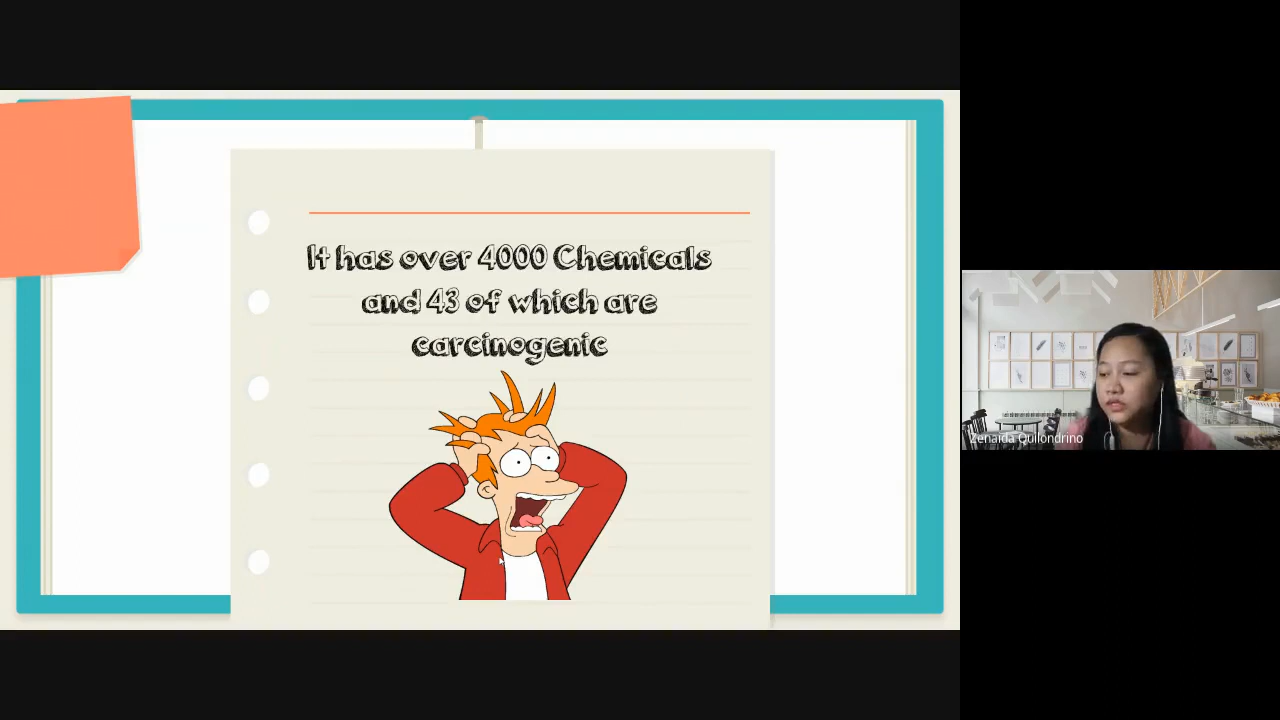 It has over 4000 Chemicals
and 43 of which are
carcinogenic
Zenaida Quilondrino